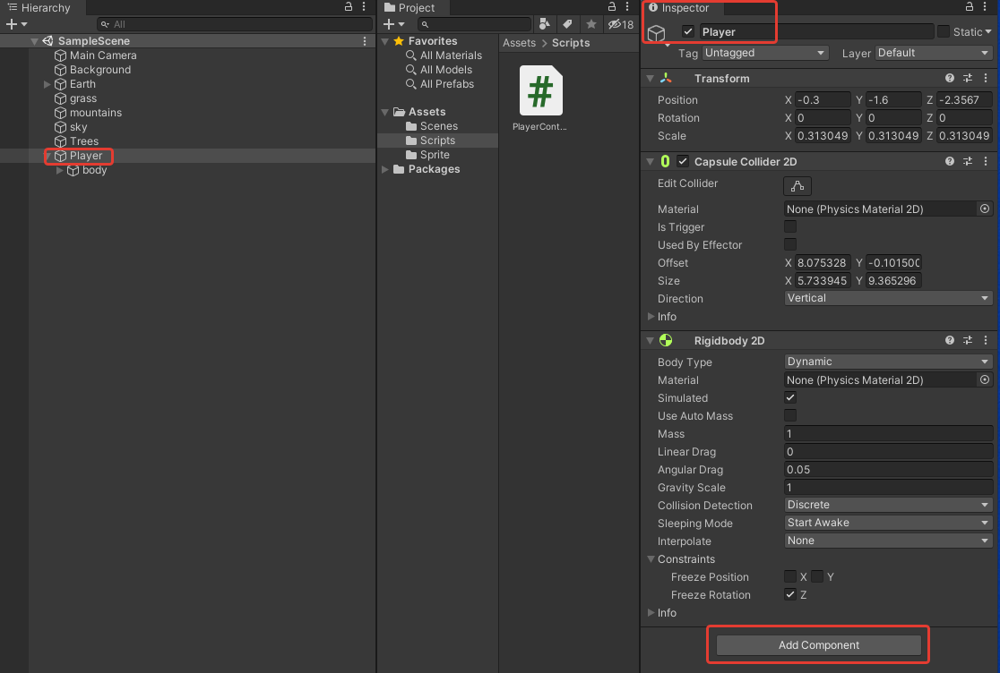 Hierarchy
All
SampleScene
Main Camera
Background
Earth
grass
mountains
sky
Trees
Player
body
Project
18
Favorites
All Materials
All Models
All Prefabs
Assets
Scenes
Scripts
Sprite
Packages
Assets > Scripts
#
PlayerCont...
Inspector
Player Static
Tag Untagged Layer Default
Transform
Position X -0.3 Y -1.6 Z -2.3567
Rotation X 0 Y 0 Z 0
Scale X 0.313049 Y 0.313049 Z 0.313049
Capsule Collider 2D
Edit Collider
Material None (Physics Material 2D)
Is Trigger
Used By Effector
Offset X 8.075328 Y -0.101500
Size X 5.733945 Y 9.365296
Direction Vertical
Info
Rigidbody 2D
Body Type Dynamic
Material None (Physics Material 2D)
Simulated
Use Auto Mass
Mass 1
Linear Drag 0
Angular Drag 0.05
Gravity Scale 1
Collision Detection Discrete
Sleeping Mode Start Awake
Interpolate None
Constraints
Freeze Position X Y
Freeze Rotation Z
Info
Add Component